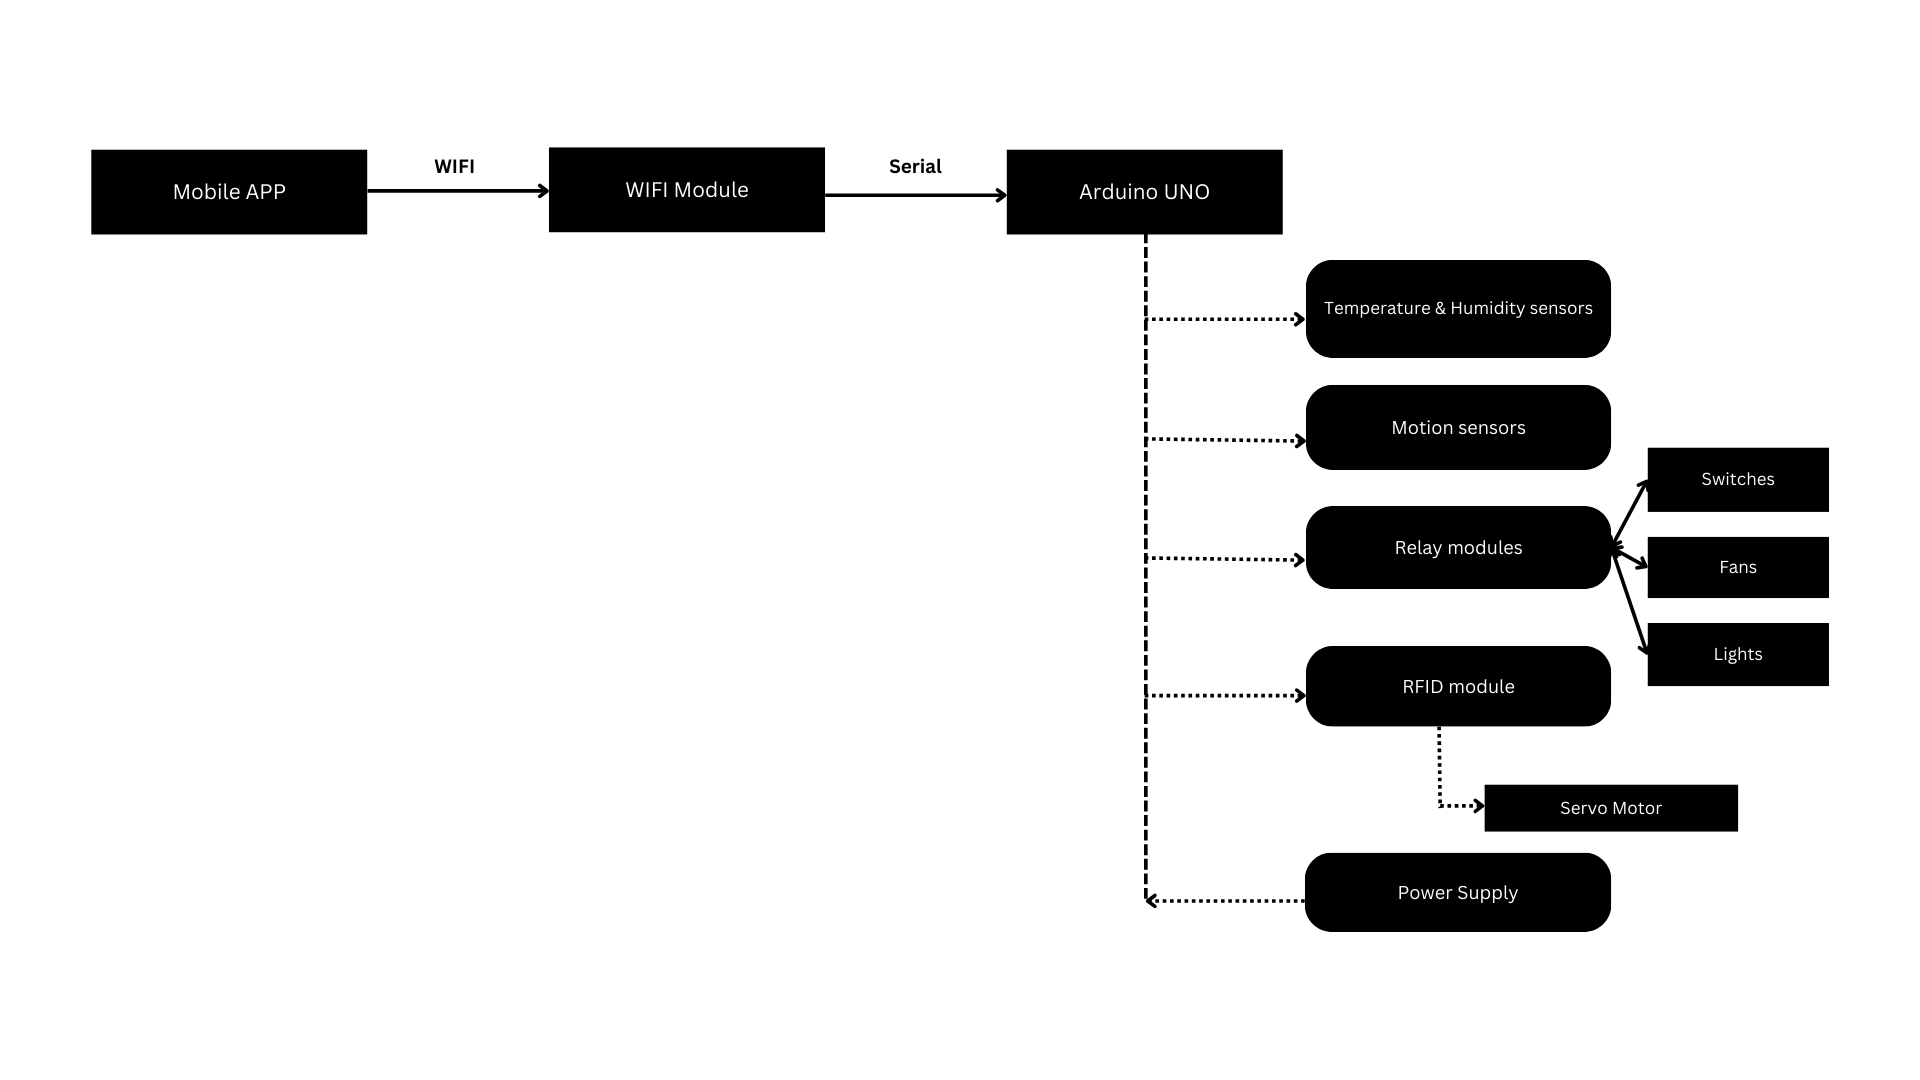 Mobile APP
WIFI
WIFI Module
Serial
Arduino UNO
Temperature & Humidity sensors
Motion sensors
Switches
Relay modules
Fans
Lights
RFID module
Servo Motor
Power Supply